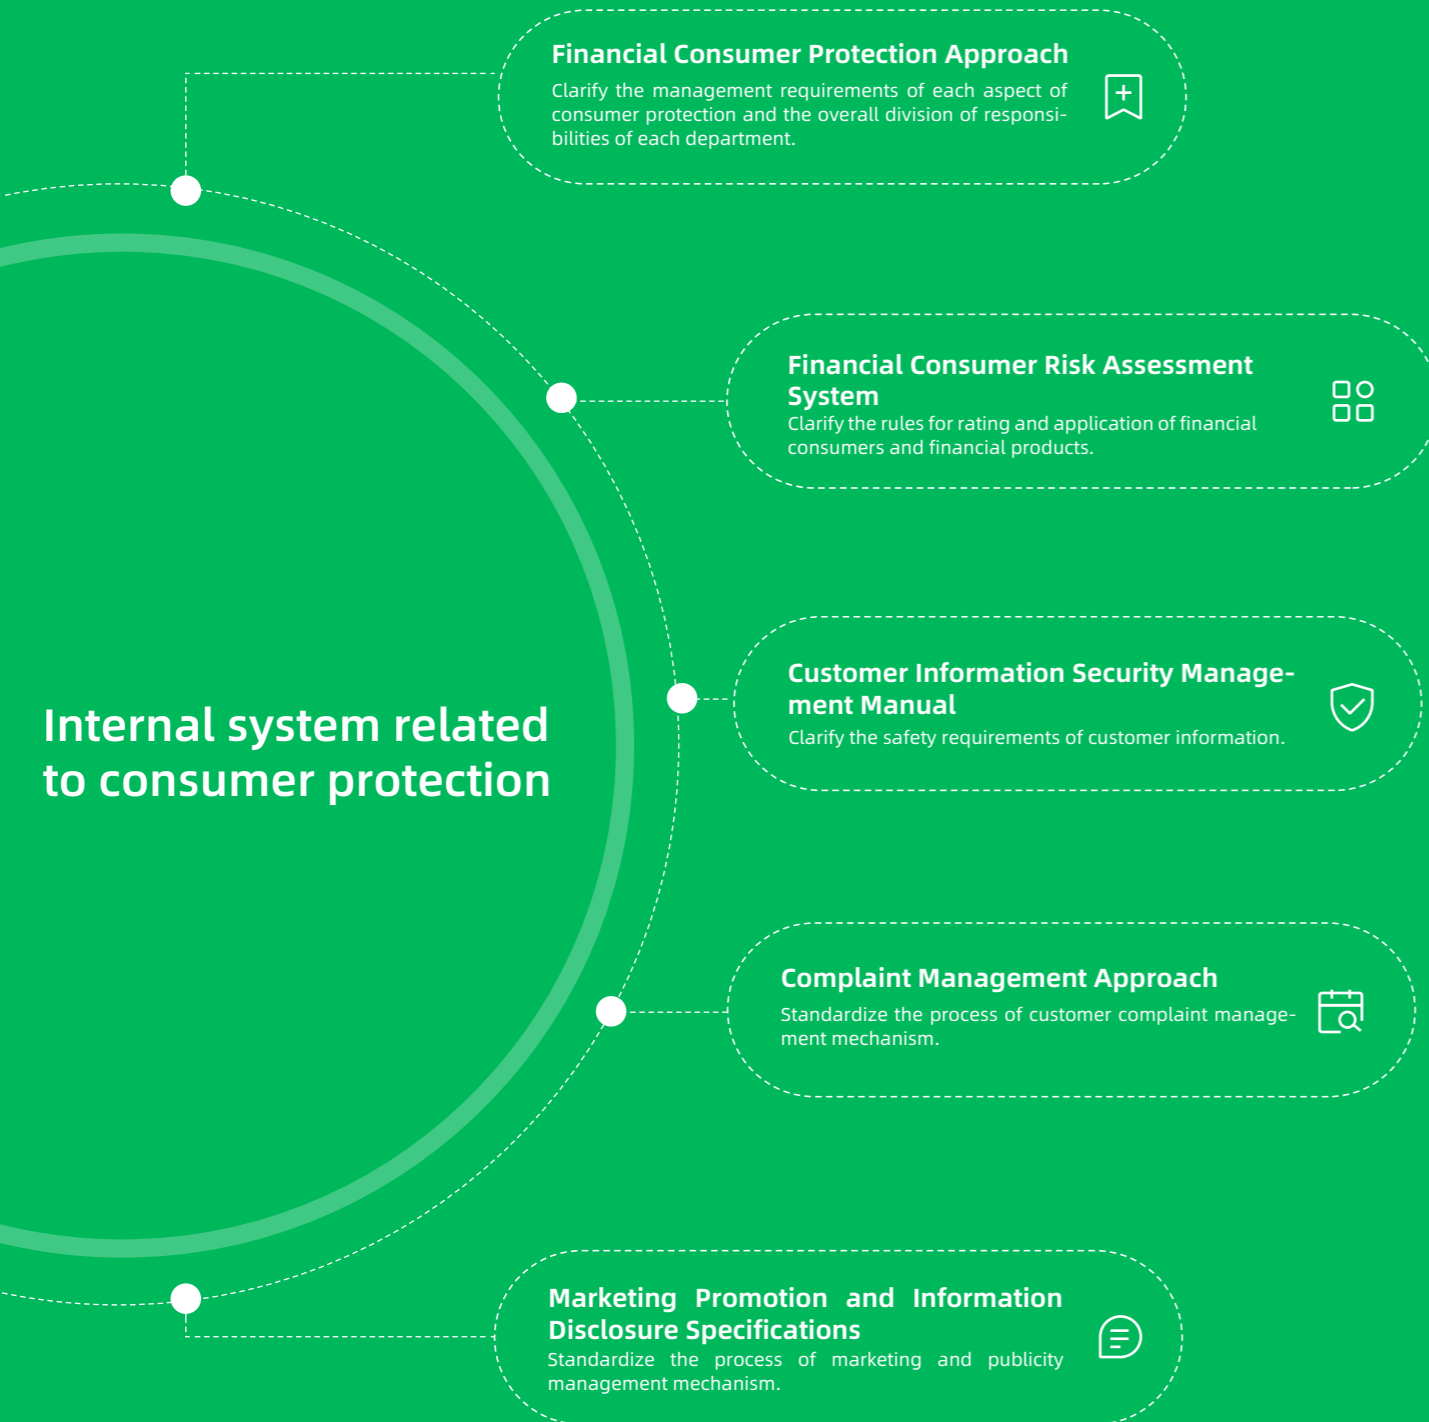 Financial Consumer Protection Approach
Clarify the management requirements of each aspect of
consumer protection and the overall division of responsi-
bilities of each department.
Financial Consumer Risk Assessment
System
Clarify the rules for rating and application of financial
consumers and financial products.
Customer Information Security Manage-
ment Manual
Clarify the safety requirements of customer information.
Internal system related
to consumer protection
Complaint Management Approach
Standardize the process of customer complaint manage-
ment mechanism.
Marketing Promotion and Information
Disclosure Specifications
Standardize the process of marketing and publicity
management mechanism.